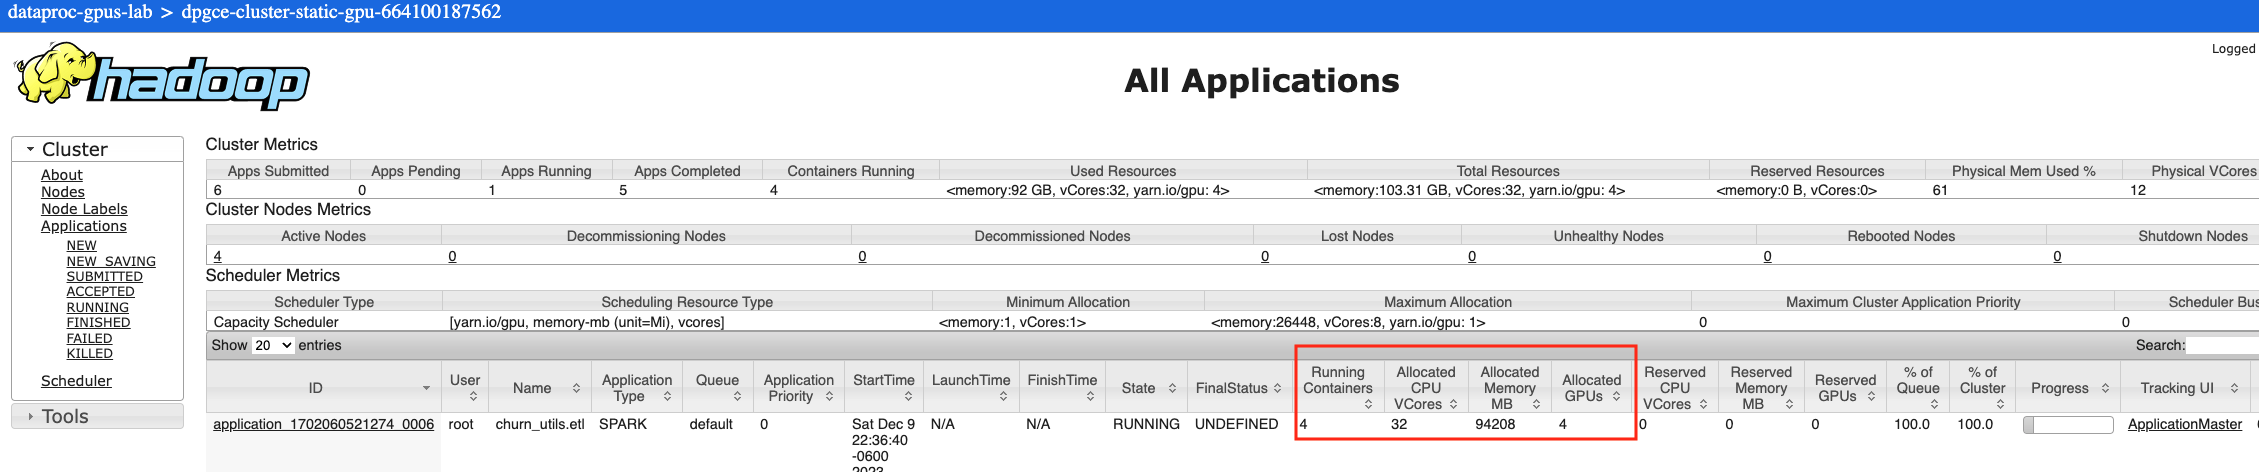 dataproc-gpus-lab > dpgce-cluster-static-gpu-664100187562
hadoop
All Applications
Logged
Cluster
About
Nodes
Node Labels
Applications
NEW
NEW_SAVING
SUBMITTED
ACCEPTED
RUNNING
FINISHED
FAILED
KILLED
Scheduler
Tools
Cluster Metrics
Apps Submitted Apps Pending Apps Running Apps Completed Containers Running Used Resources Total Resources Reserved Resources Physical Mem Used % Physical VCores
6 0 1 5 4 <memory:92 GB, vCores:32, yarn.io/gpu: 4> <memory:103.31 GB, vCores:32, yarn.io/gpu: 4> <memory:0 B, vCores:0> 61 12
Cluster Nodes Metrics
Active Nodes Decommissioning Nodes Decommissioned Nodes Lost Nodes Unhealthy Nodes Rebooted Nodes Shutdown Nodes
4 0 0 0 0 0 0
Scheduler Metrics
Scheduler Type Scheduling Resource Type Minimum Allocation Maximum Allocation Maximum Cluster Application Priority Scheduler Bus
Capacity Scheduler [yarn.io/gpu, memory-mb (unit=Mi), vcores] <memory:1, vCores:1> <memory:26448, vCores:8, yarn.io/gpu: 1> 0 0
Show 20 entries Search:
ID User Name Application Type Queue Application Priority StartTime LaunchTime FinishTime State FinalStatus Running Containers Allocated CPU VCores Allocated Memory MB Allocated GPUs Reserved CPU VCores Reserved Memory MB Reserved GPUs % of Queue % of Cluster Progress Tracking UI
application_1702060521274_0006 root churn_utils.etl SPARK default 0 Sat Dec 9 N/A N/A RUNNING UNDEFINED 4 32 94208 4 0 0 0 100.0 100.0 ApplicationMaster
22:36:40
-0600
2023